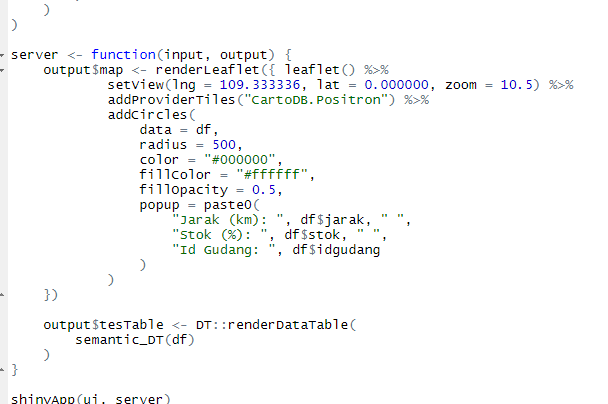 )
)
server <- function(input, output) {
output$map <- renderLeaflet({ leaflet() %>%
setView(lng = 109.333336, lat = 0.000000, zoom = 10.5) %>%
addProviderTiles("CartoDB.Positron") %>%
addCircles(
data = df,
radius = 500,
color = "#000000",
fillColor = "#ffffff",
fillOpacity = 0.5,
popup = paste0(
"Jarak (km): ", df$jarak, " ",
"Stok (%): ", df$stok, " ",
"Id Gudang: ", df$idgudang
)
)
})
output$tesTable <- DT::renderDataTable(
semantic_DT(df)
)
}
shinyApp(ui, server)